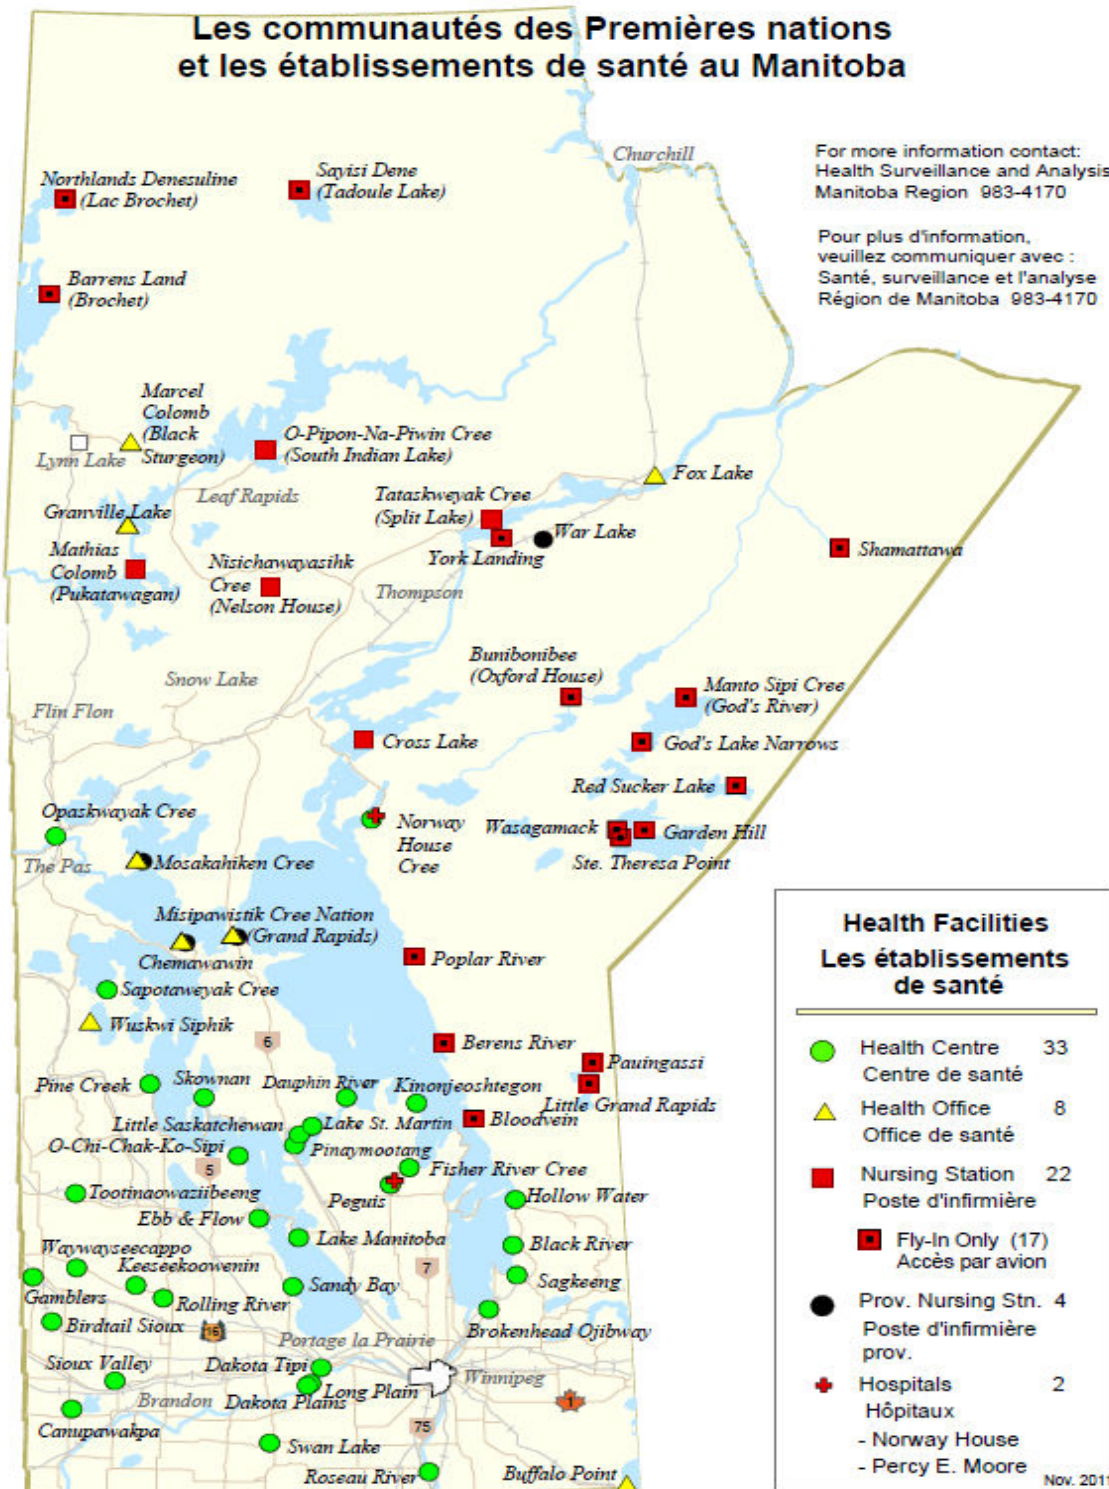 Les communautés des Premières nations
et les établissements de santé au Manitoba
For more information contact:
Health Surveillance and Analysis
Manitoba Region 983-4170
Pour plus d'information,
veuillez communiquer avec :
Santé, surveillance et l'analyse
Région de Manitoba 983-4170
Churchill
Northlands Denesuline
(Lac Brochet)
Sayisi Dene
(Tadoule Lake)
Barrens Land
(Brochet)
Marcel
Colomb
(Black
Sturgeon)
Lynn Lake
O-Pipon-Na-Piwin Cree
(South Indian Lake)
Leaf Rapids
Fox Lake
Granville Lake
Tataskweyak Cree
(Split Lake)
War Lake
York Landing
Shamattawa
Mathias
Colomb
(Pukatawagan)
Nisichawayasihk
Cree
(Nelson House)
Thompson
Bunibonibee
(Oxford House)
Manto Sipi Cree
(God's River)
Snow Lake
Flin Flon
Cross Lake
God's Lake Narrows
Red Sucker Lake
Opaskwayak Cree
The Pas
Norway
House
Cree
Wasagamack
Garden Hill
Ste. Theresa Point
Mosakahiken Cree
Misipawistik Cree Nation
(Grand Rapids)
Chemawawin
Poplar River
Sapotaweyak Cree
Wuskwi Siphik
6
Berens River
Pauingassi
Little Grand Rapids
Pine Creek
Skownan
Dauphin River
Kinonjeoshtegon
Bloodvein
Little Saskatchewan
Lake St. Martin
O-Chi-Chak-Ko-Sipi
Pinaymootang
5
Fisher River Cree
Peguis
Tootinaowaziibeeng
Hollow Water
Ebb & Flow
Lake Manitoba
Black River
Waywayseecappo
Keeseekoowenin
7
Gamblers
Rolling River
Sandy Bay
Sagkeeng
Birdtail Sioux
16
Portage la Prairie
Brokenhead Ojibway
Sioux Valley
Dakota Tipi
Winnipeg
Brandon
Dakota Plains
Long Plain
1
Canupawakpa
75
Swan Lake
Roseau River
Buffalo Point
Health Facilities
Les établissements
de santé
Health Centre 33
Centre de santé
Health Office 8
Office de santé
Nursing Station 22
Poste d'infirmière
Fly-In Only (17)
Accès par avion
Prov. Nursing Stn. 4
Poste d'infirmière
prov.
Hospitals 2
Hôpitaux
- Norway House
- Percy E. Moore
Nov. 2011